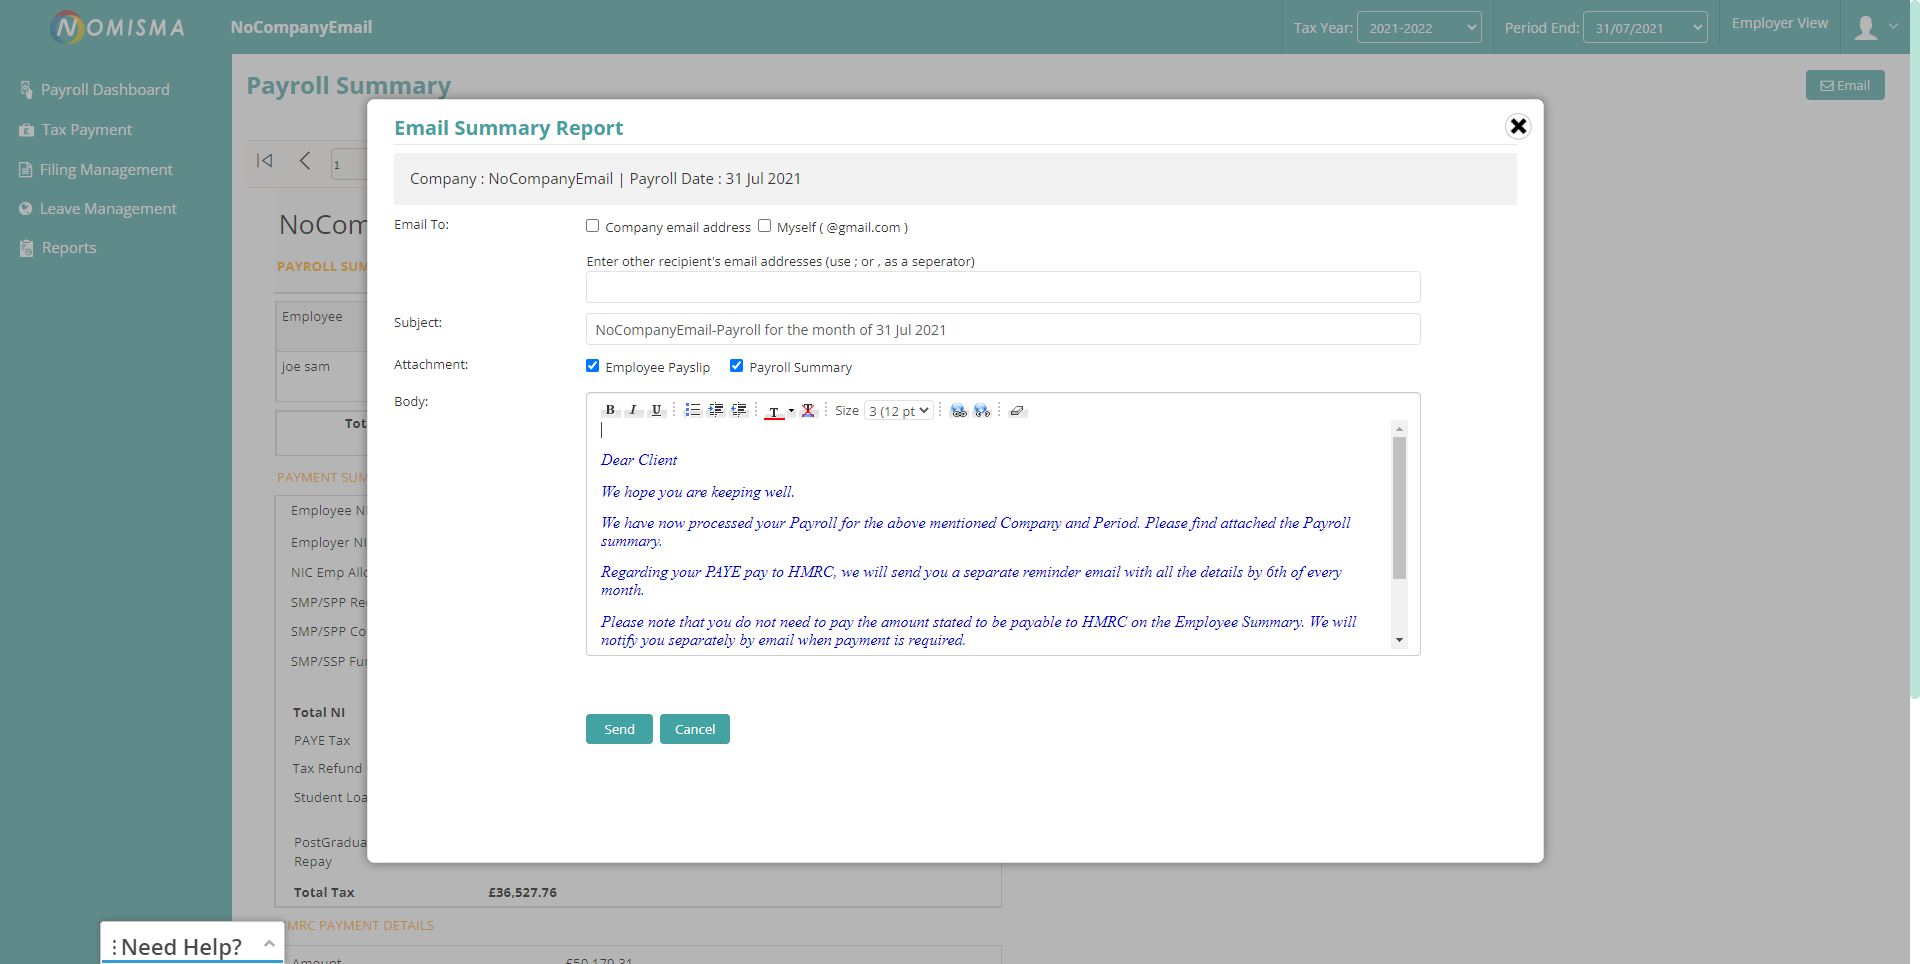 NOMISMA
NoCompanyEmail
Tax Year: 2021-2022
Period End: 31/07/2021
Employer View
Payroll Dashboard
Tax Payment
Filing Management
Leave Management
Reports
Payroll Summary
Email
1
NoCom
PAYROLL SUM
Employee
joe sam
Tot
PAYMENT SUM
Employee NI
Employer NI
NIC Emp Allo
SMP/SPP Re
SMP/SPP Co
SMP/SSP Fu
Total NI
PAYE Tax
Tax Refund
Student Loa
PostGradua
Repay
Total Tax £36,527.76
MRC PAYMENT DETAILS
Amount £50,179.31
Need Help?
Email Summary Report
Company : NoCompanyEmail | Payroll Date : 31 Jul 2021
Email To:
Company email address Myself ( @gmail.com )
Enter other recipient's email addresses (use ; or , as a seperator)
Subject: NoCompanyEmail-Payroll for the month of 31 Jul 2021
Attachment: Employee Payslip Payroll Summary
Body:
B I U T T Size 3 (12 pt
Dear Client
We hope you are keeping well.
We have now processed your Payroll for the above mentioned Company and Period. Please find attached the Payroll
summary.
Regarding your PAYE pay to HMRC, we will send you a separate reminder email with all the details by 6th of every
month.
Please note that you do not need to pay the amount stated to be payable to HMRC on the Employee Summary. We will
notify you separately by email when payment is required.
Send Cancel